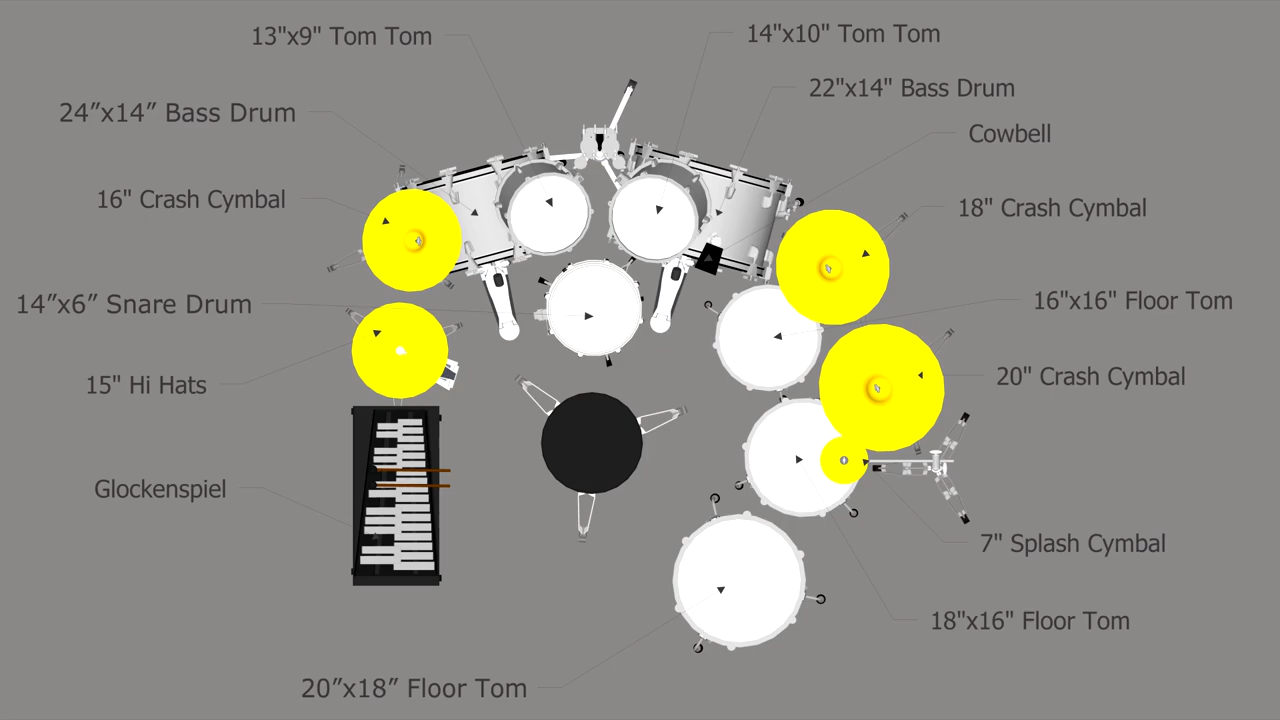 13"x9" Tom Tom
14"x10" Tom Tom
24”x14” Bass Drum
22"x14" Bass Drum
Cowbell
16" Crash Cymbal
18" Crash Cymbal
14”x6” Snare Drum
16"x16" Floor Tom
15" Hi Hats
20" Crash Cymbal
Glockenspiel
7" Splash Cymbal
18"x16" Floor Tom
20”x18” Floor Tom